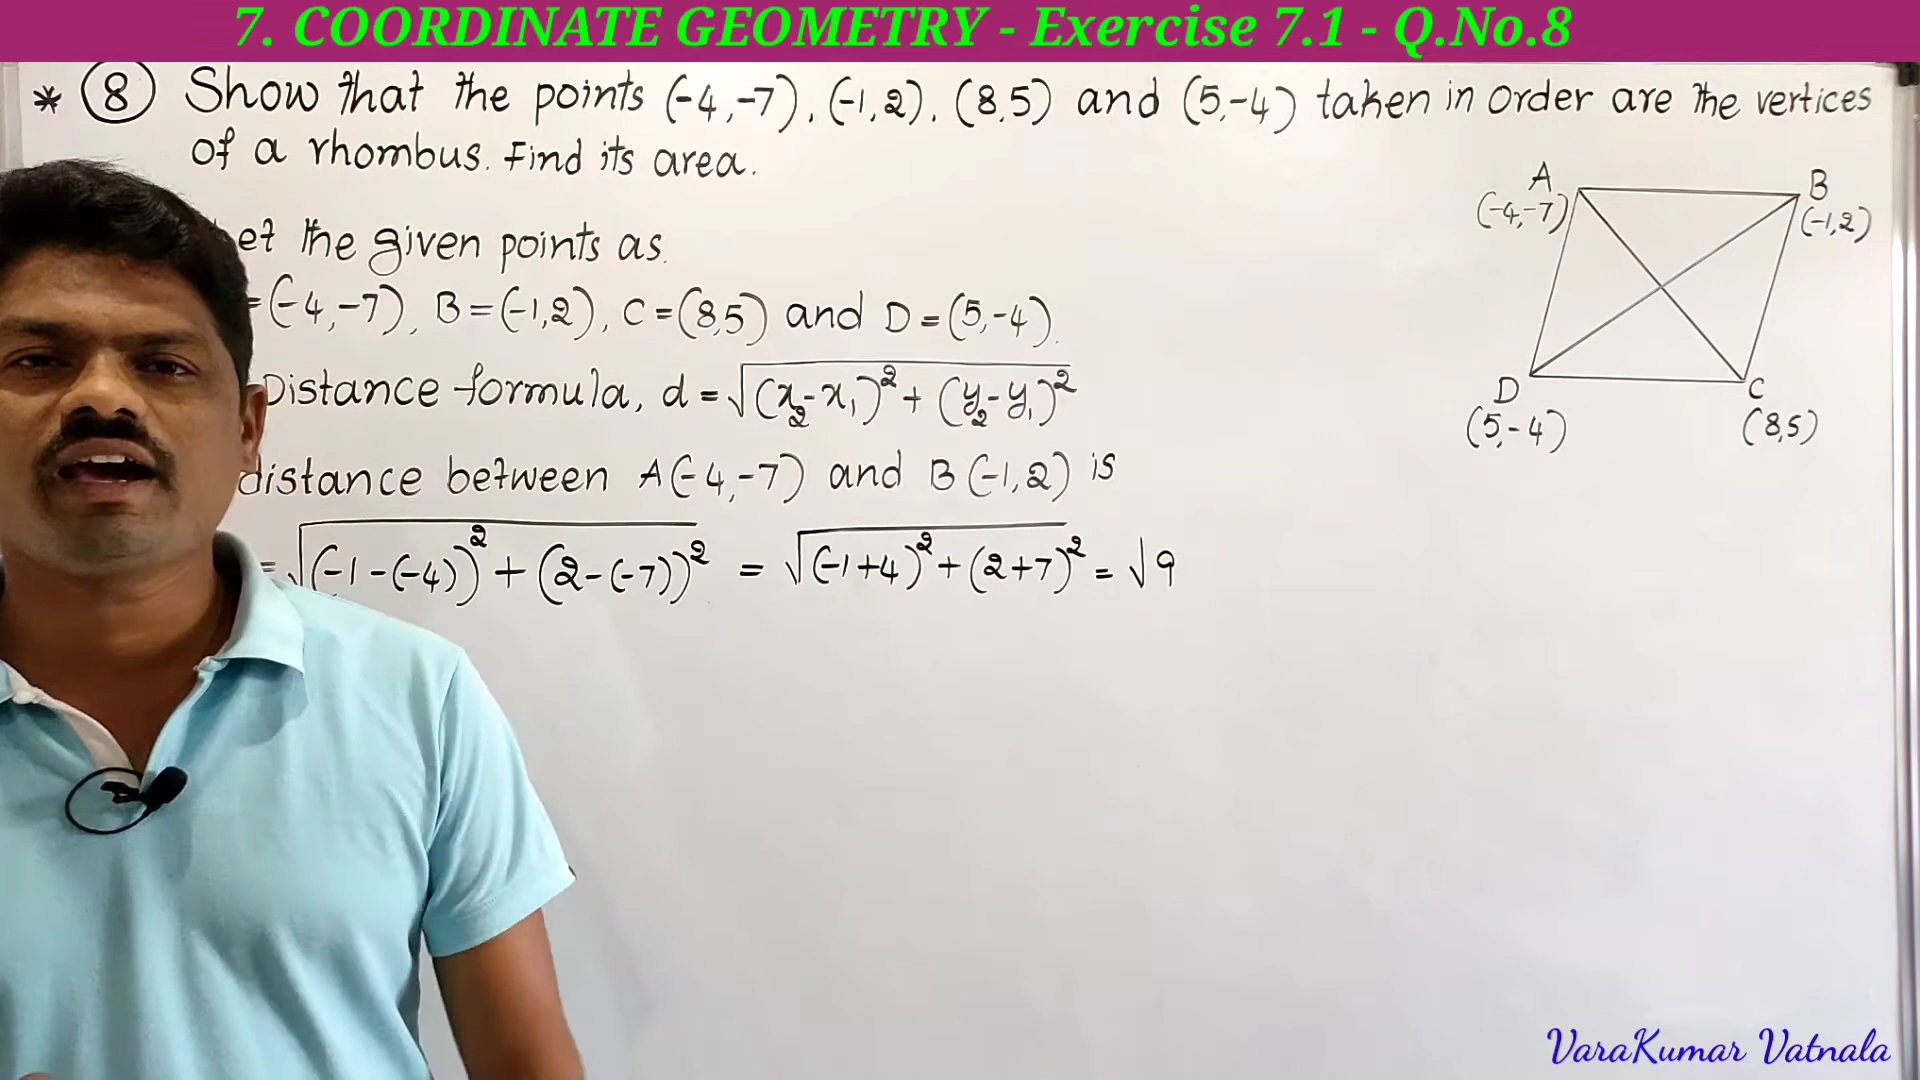 7. COORDINATE GEOMETRY - Exercise 7.1 - Q.No.8
* ⑧ Show that the points (-4,-7), (-1,2), (8,5) and (5,-4) taken in order are the vertices
of a rhombus. Find its area.
A
(-4,-7)
B
(-1,2)
D
(5,-4)
C
(8,5)
et the given points as.
=(-4,-7), B=(-1,2), C=(8,5) and D=(5,-4).
Distance formula, d=√((x₂-x₁)²+(y₂-y₁)²)
distance between A(-4,-7) and B(-1,2) is
=√((-1-(-4))²+(2-(-7))²) = √((-1+4)²+(2+7)²) = √9
VaraKumar Vatnala